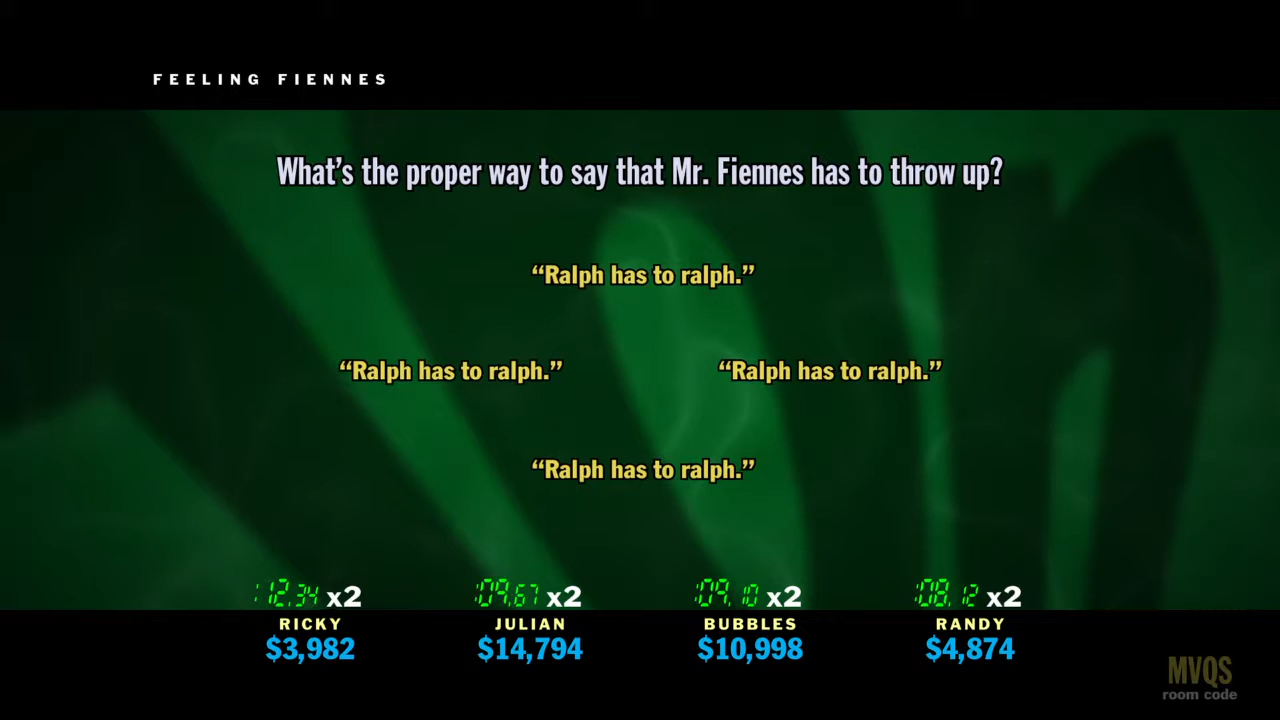 FEELING FIENNES
What's the proper way to say that Mr. Fiennes has to throw up?
“Ralph has to ralph.”
“Ralph has to ralph.” “Ralph has to ralph.”
“Ralph has to ralph.”
:12.34 x2 :09.67 x2 :09.10 x2 :08.12 x2
RICKY JULIAN BUBBLES RANDY
$3,982 $14,794 $10,998 $4,874
MVQS
room code